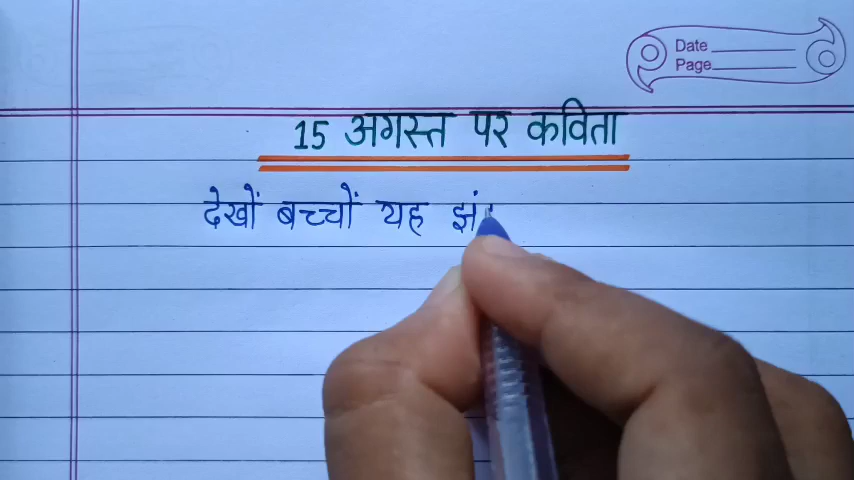 Date
Page
15 अगस्त पर कविता
देखों बच्चों यह झं